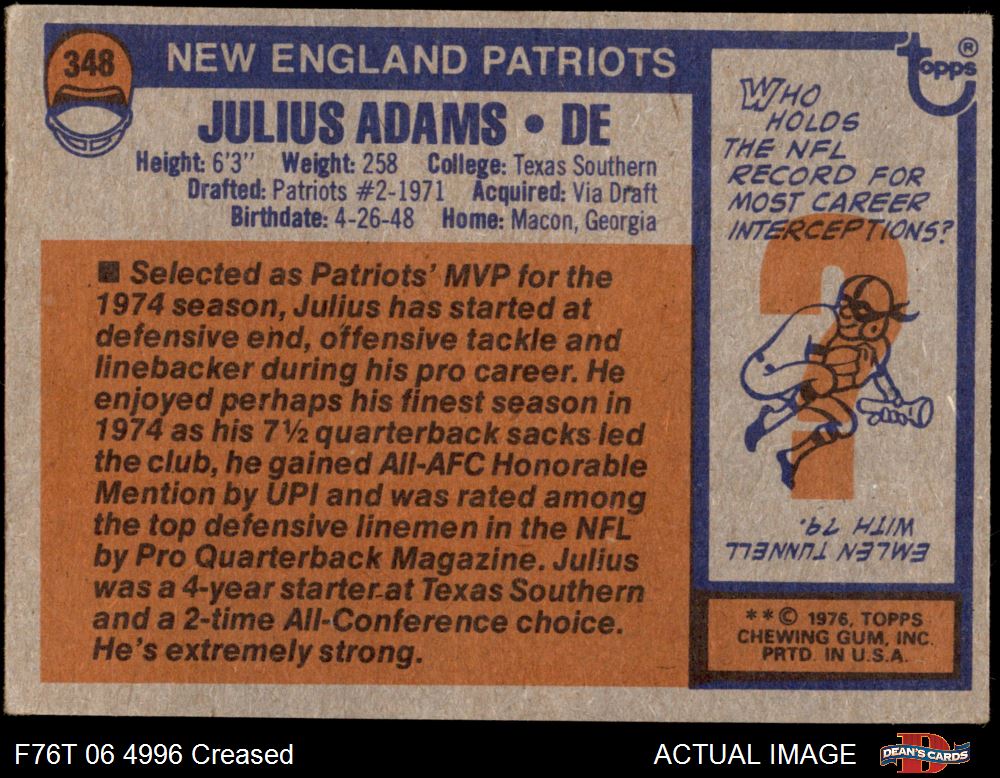 348
NEW ENGLAND PATRIOTS
JULIUS ADAMS • DE
Height: 6'3" Weight: 258 College: Texas Southern
Drafted: Patriots #2-1971 Acquired: Via Draft
Birthdate: 4-26-48 Home: Macon, Georgia
■ Selected as Patriots' MVP for the
1974 season, Julius has started at
defensive end, offensive tackle and
linebacker during his pro career. He
enjoyed perhaps his finest season in
1974 as his 7½ quarterback sacks led
the club, he gained All-AFC Honorable
Mention by UPI and was rated among
the top defensive linemen in the NFL
by Pro Quarterback Magazine. Julius
was a 4-year starter at Texas Southern
and a 2-time All-Conference choice.
He's extremely strong.
topps®
WHO
HOLDS
THE NFL
RECORD FOR
MOST CAREER
INTERCEPTIONS?
?
EMLEN TUNNELL
WITH 79.
**© 1976, TOPPS
CHEWING GUM, INC.
PRTD. IN U.S.A.
F76T 06 4996 Creased
ACTUAL IMAGE
DEAN'S CARDS